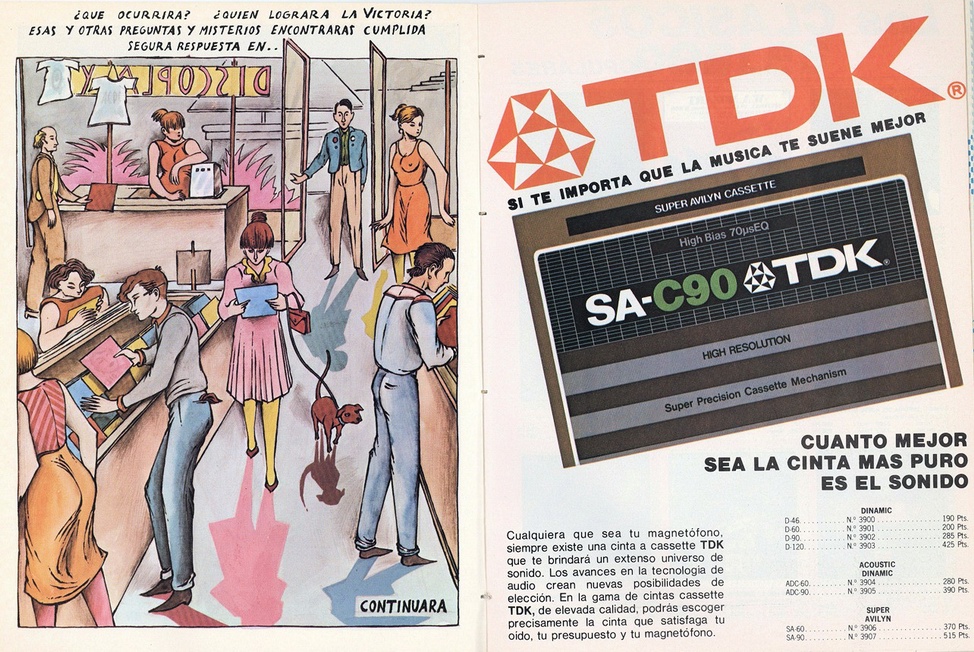 ¿QUE OCURRIRA? ¿QUIEN LOGRARA LA VICTORIA?
ESAS Y OTRAS PREGUNTAS Y MISTERIOS ENCONTRARAS CUMPLIDA
SEGURA RESPUESTA EN..
DISCOPLAY
CONTINUARA
TDK®
SI TE IMPORTA QUE LA MUSICA TE SUENE MEJOR
SUPER AVILYN CASSETTE
High Bias 70µsEQ
SA-C90 TDK®
HIGH RESOLUTION
Super Precision Cassette Mechanism
CUANTO MEJOR
SEA LA CINTA MAS PURO
ES EL SONIDO
Cualquiera que sea tu magnetófono,
siempre existe una cinta a cassette TDK
que te brindará un extenso universo de
sonido. Los avances en la tecnologia de
audio crean nuevas posibilidades de
elección. En la gama de cintas cassette
TDK, de elevada calidad, podrás escoger
precisamente la cinta que satisfaga tu
oido, tu presupuesto y tu magnetófono.
DINAMIC
D-46 N.º 3900 190 Pts.
D-60 N.º 3901 200 Pts.
D-90 N.º 3902 285 Pts.
D-120 N.º 3903 425 Pts.
ACOUSTIC
DINAMIC
ADC-60 N.º 3904 280 Pts.
ADC-90 N.º 3905 390 Pts.
SUPER
AVILYN
SA-60 N.º 3906 370 Pts.
SA-90 N.º 3907 515 Pts.